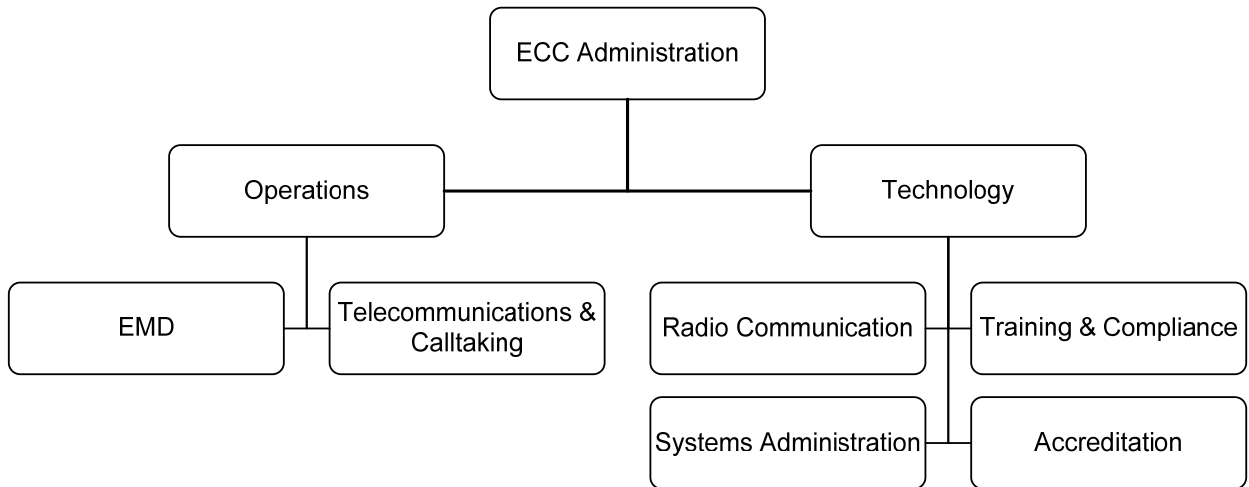 ECC Administration
Operations
Technology
EMD
Telecommunications &
Calltaking
Radio Communication
Training & Compliance
Systems Administration
Accreditation